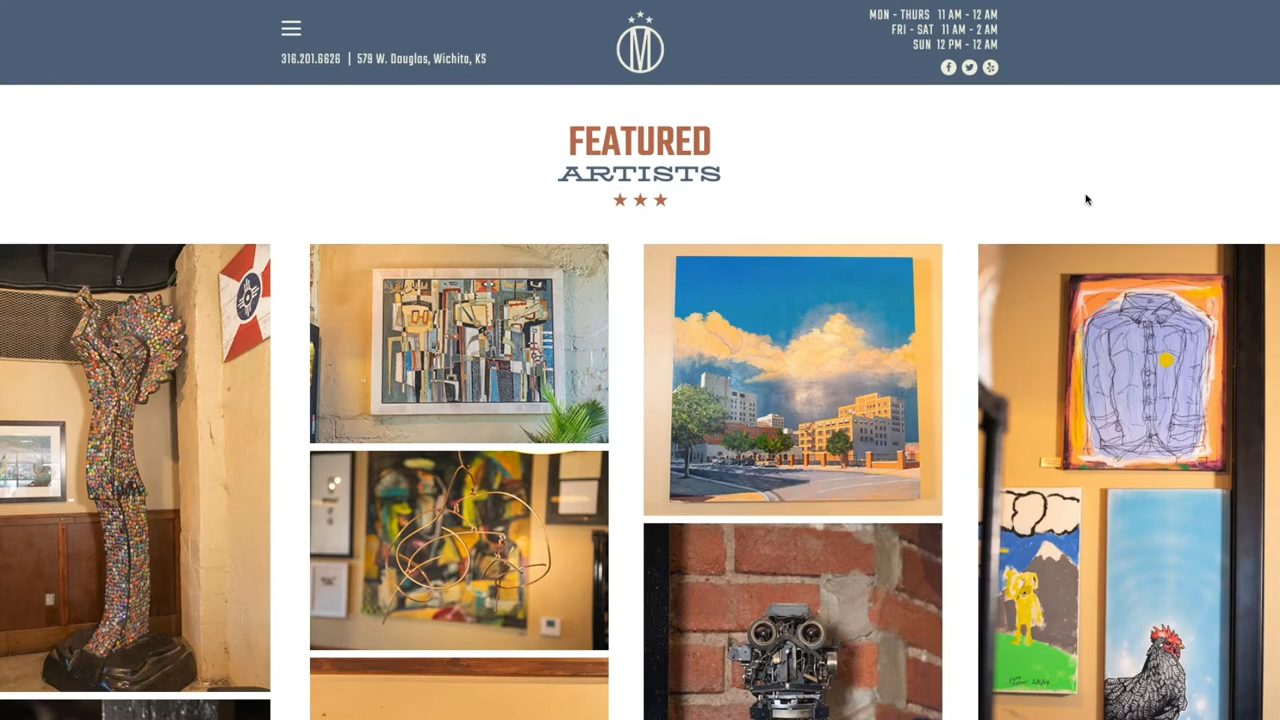 316.201.6626 | 579 W. Douglas, Wichita, KS
M
MON - THURS 11 AM - 12 AM
FRI - SAT 11 AM - 2 AM
SUN 12 PM - 12 AM
FEATURED
ARTISTS